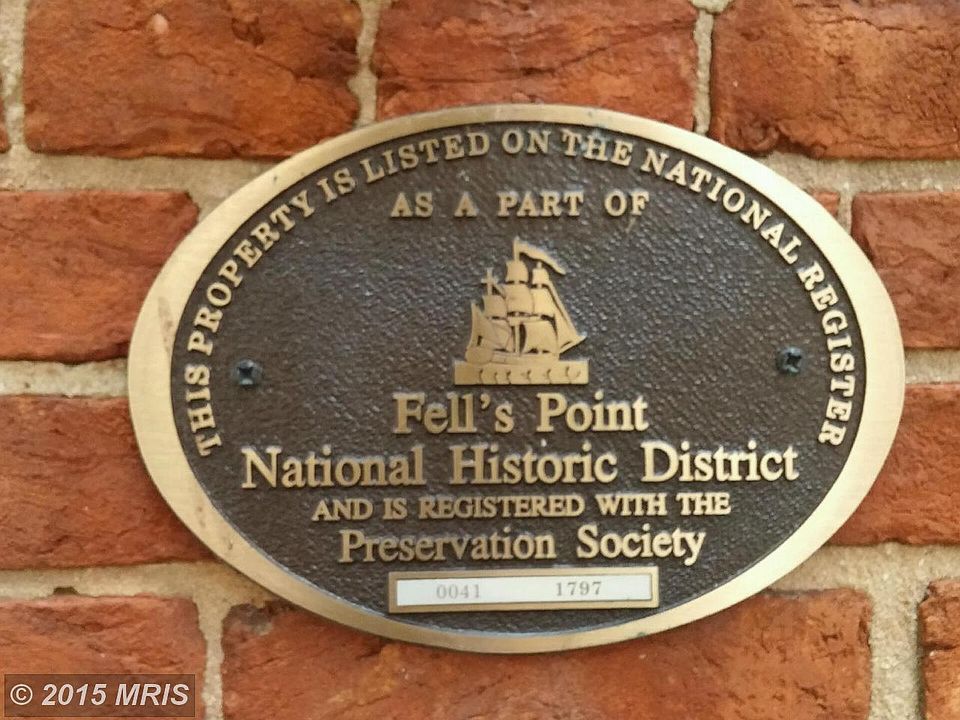 THIS PROPERTY IS LISTED ON THE NATIONAL REGISTER
AS A PART OF
Fell's Point
National Historic District
AND IS REGISTERED WITH THE
Preservation Society
0041 1797
© 2015 MRIS